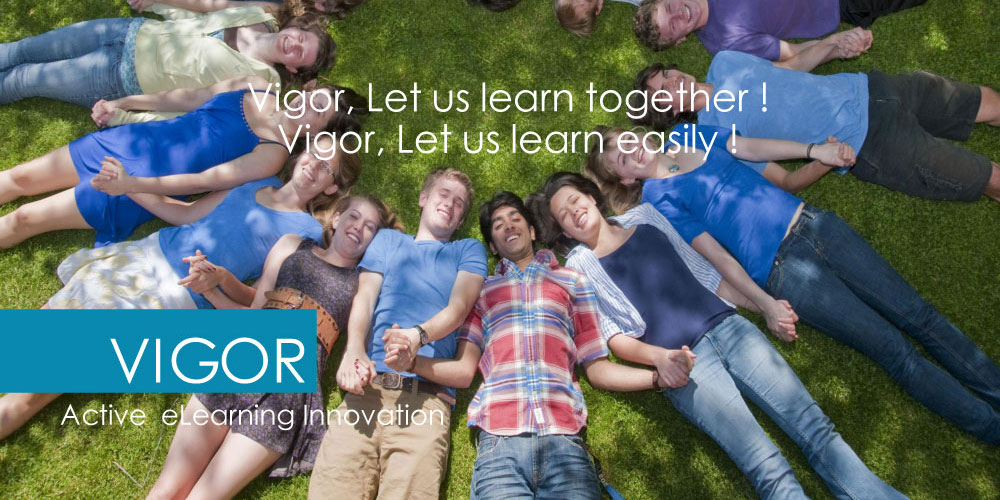 Vigor, Let us learn together !
Vigor, Let us learn easily !
VIGOR
Active eLearning Innovation